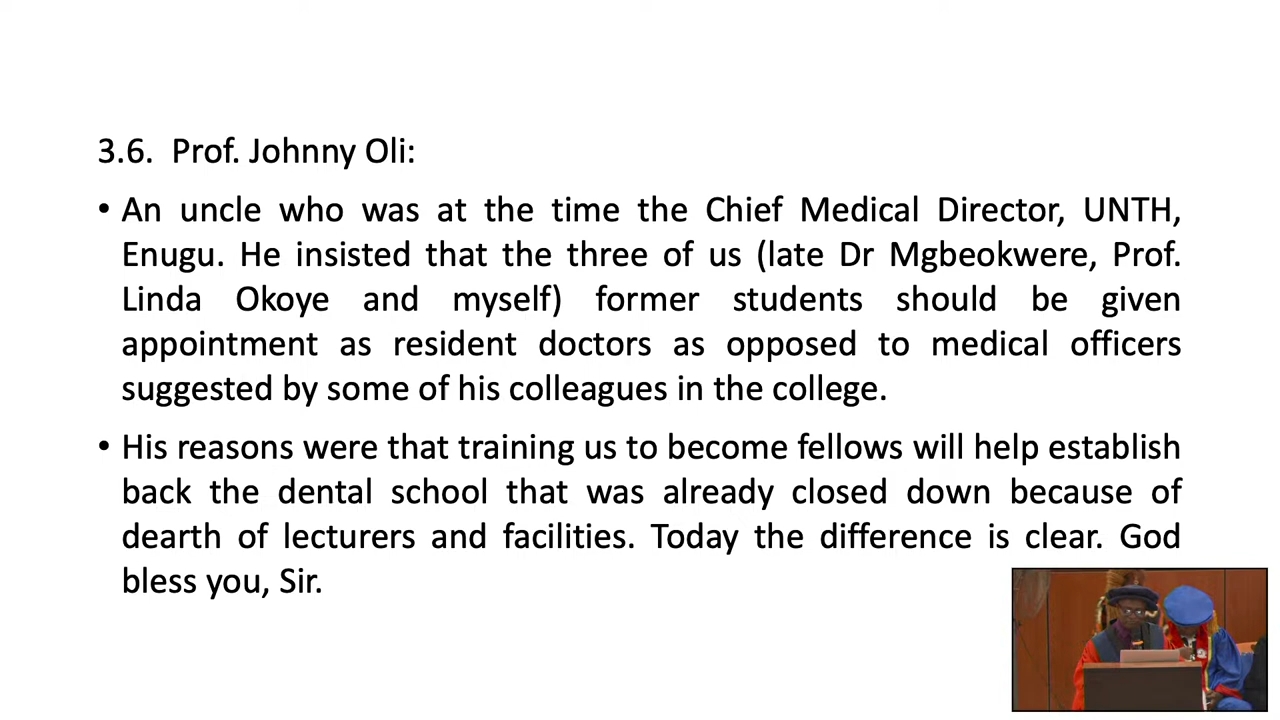 3.6. Prof. Johnny Oli:
• An uncle who was at the time the Chief Medical Director, UNTH,
Enugu. He insisted that the three of us (late Dr Mgbeokwere, Prof.
Linda Okoye and myself) former students should be given
appointment as resident doctors as opposed to medical officers
suggested by some of his colleagues in the college.
• His reasons were that training us to become fellows will help establish
back the dental school that was already closed down because of
dearth of lecturers and facilities. Today the difference is clear. God
bless you, Sir.